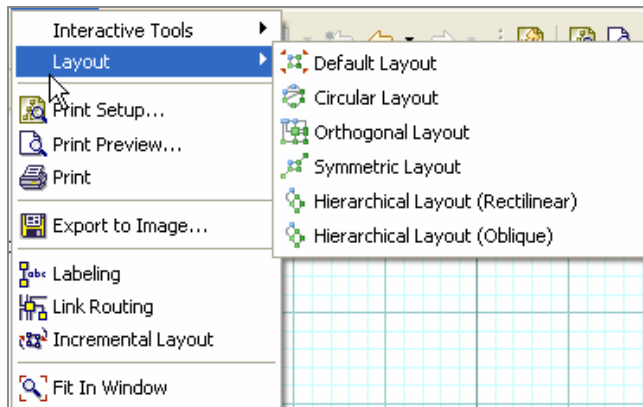 Interactive Tools
Layout
Print Setup...
Print Preview...
Print
Export to Image...
abc Labeling
Link Routing
Incremental Layout
Fit In Window
Default Layout
Circular Layout
Orthogonal Layout
Symmetric Layout
Hierarchical Layout (Rectilinear)
Hierarchical Layout (Oblique)